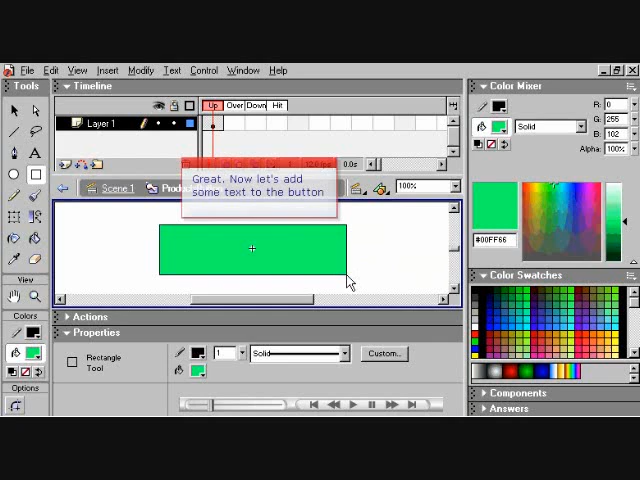 File Edit View Insert Modify Text Control Window Help
Tools
Timeline
Color Mixer
Up Over Down Hit
Layer 1
R: 0
G: 255
B: 102
Alpha: 100%
Solid
0.0s
Great. Now let's add
some text to the button
Scene 1
100%
#00FF66
View
Color Swatches
Colors
Actions
Properties
Rectangle
Tool
1
Solid
Custom...
Options
Components
Answers